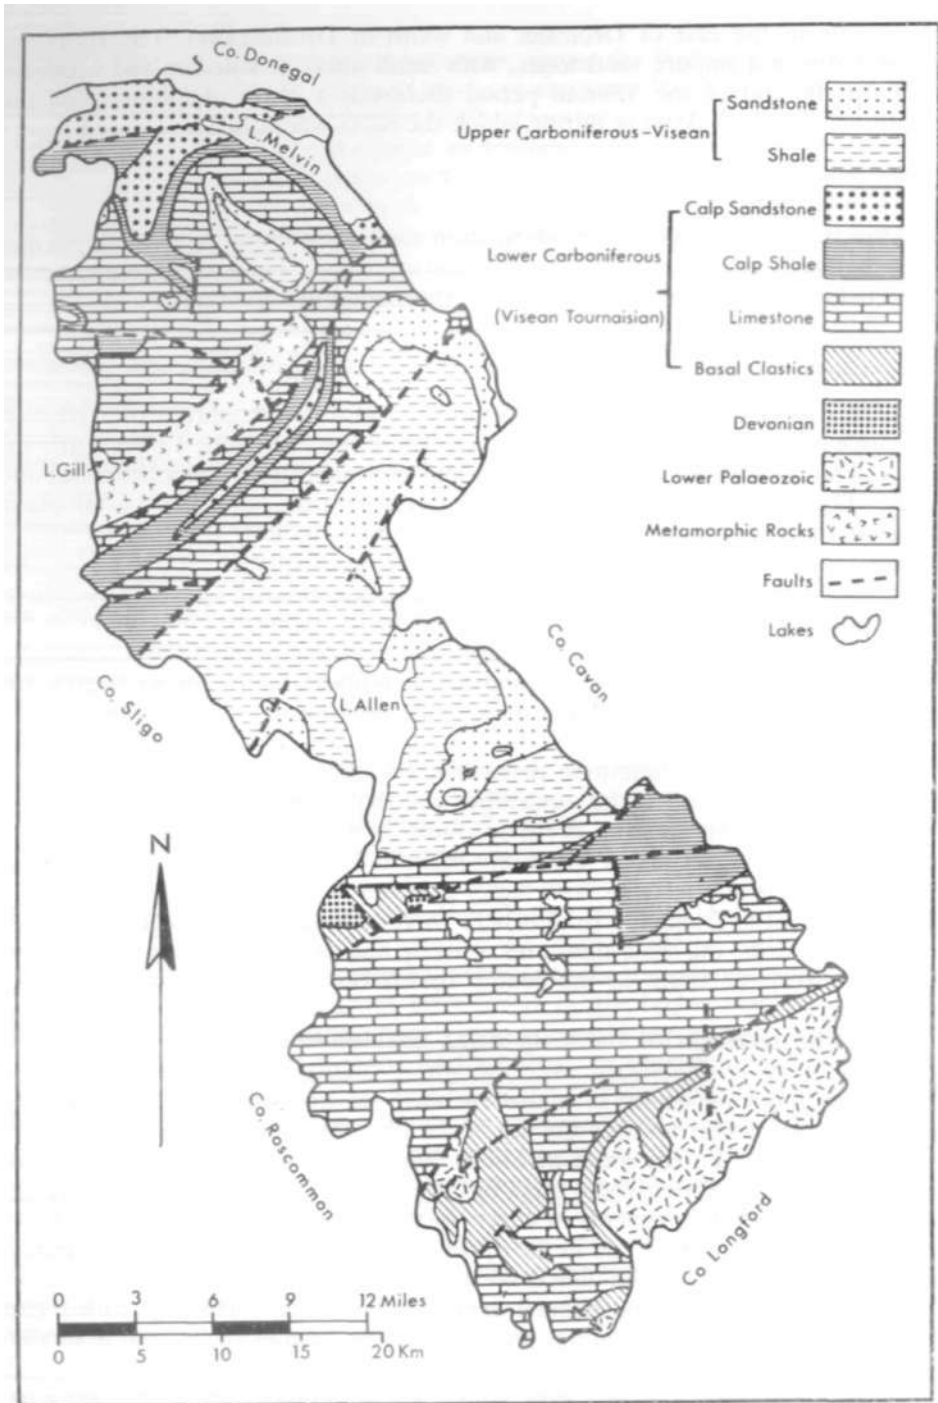 Co. Donegal
L. Melvin
Sandstone
Upper Carboniferous-Visean
Shale
Calp Sandstone
Lower Carboniferous
Calp Shale
(Visean Tournaisian)
Limestone
Basal Clastics
Devonian
L.Gill
Lower Palaeozoic
Metamorphic Rocks
Faults
Lakes
Co. Cavan
Co. Sligo
L.Allen
N
Co. Roscommon
Co Longford
0 3 6 9 12 Miles
0 5 10 15 20 Km